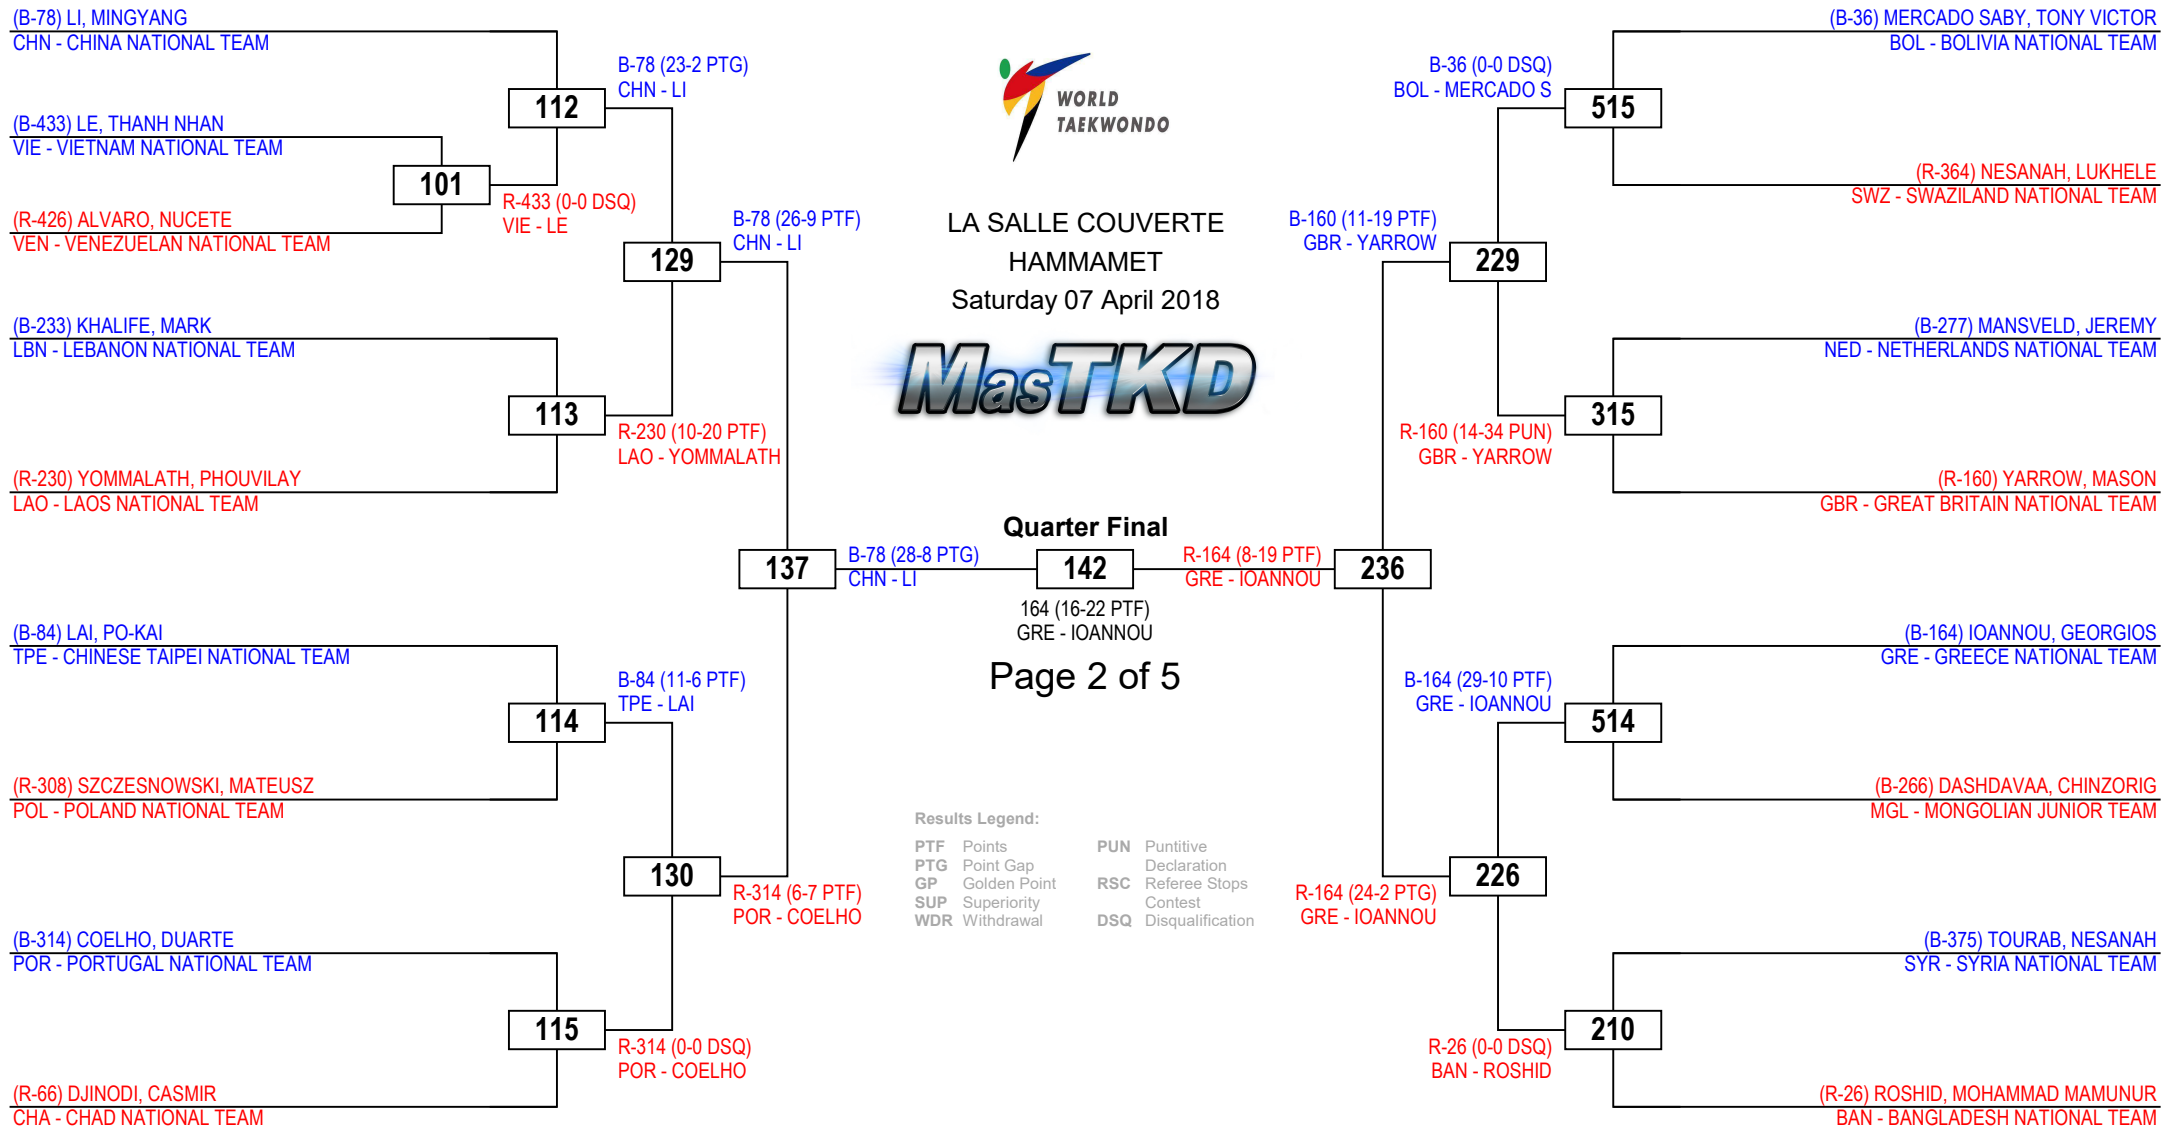 (B-78) LI, MINGYANG
CHN - CHINA NATIONAL TEAM
(B-433) LE, THANH NHAN
VIE - VIETNAM NATIONAL TEAM
(R-426) ALVARO, NUCETE
VEN - VENEZUELAN NATIONAL TEAM
(B-233) KHALIFE, MARK
LBN - LEBANON NATIONAL TEAM
(R-230) YOMMALATH, PHOUVILAY
LAO - LAOS NATIONAL TEAM
(B-84) LAI, PO-KAI
TPE - CHINESE TAIPEI NATIONAL TEAM
(R-308) SZCZESNOWSKI, MATEUSZ
POL - POLAND NATIONAL TEAM
(B-314) COELHO, DUARTE
POR - PORTUGAL NATIONAL TEAM
(R-66) DJINODI, CASMIR
CHA - CHAD NATIONAL TEAM
101
R-433 (0-0 DSQ)
VIE - LE
112
B-78 (23-2 PTG)
CHN - LI
113
R-230 (10-20 PTF)
LAO - YOMMALATH
114
B-84 (11-6 PTF)
TPE - LAI
115
R-314 (0-0 DSQ)
POR - COELHO
129
B-78 (26-9 PTF)
CHN - LI
130
R-314 (6-7 PTF)
POR - COELHO
137
B-78 (28-8 PTG)
CHN - LI
WORLD
TAEKWONDO
LA SALLE COUVERTE
HAMMAMET
Saturday 07 April 2018
MasTKD
Quarter Final
142
164 (16-22 PTF)
GRE - IOANNOU
Page 2 of 5
Results Legend:
PTF Points
PTG Point Gap
GP Golden Point
SUP Superiority
WDR Withdrawal
PUN Puntitive
Declaration
RSC Referee Stops
Contest
DSQ Disqualification
R-164 (8-19 PTF)
GRE - IOANNOU
236
B-160 (11-19 PTF)
GBR - YARROW
229
R-164 (24-2 PTG)
GRE - IOANNOU
226
B-36 (0-0 DSQ)
BOL - MERCADO S
515
R-160 (14-34 PUN)
GBR - YARROW
315
B-164 (29-10 PTF)
GRE - IOANNOU
514
R-26 (0-0 DSQ)
BAN - ROSHID
210
(B-36) MERCADO SABY, TONY VICTOR
BOL - BOLIVIA NATIONAL TEAM
(R-364) NESANAH, LUKHELE
SWZ - SWAZILAND NATIONAL TEAM
(B-277) MANSVELD, JEREMY
NED - NETHERLANDS NATIONAL TEAM
(R-160) YARROW, MASON
GBR - GREAT BRITAIN NATIONAL TEAM
(B-164) IOANNOU, GEORGIOS
GRE - GREECE NATIONAL TEAM
(B-266) DASHDAVAA, CHINZORIG
MGL - MONGOLIAN JUNIOR TEAM
(B-375) TOURAB, NESANAH
SYR - SYRIA NATIONAL TEAM
(R-26) ROSHID, MOHAMMAD MAMUNUR
BAN - BANGLADESH NATIONAL TEAM